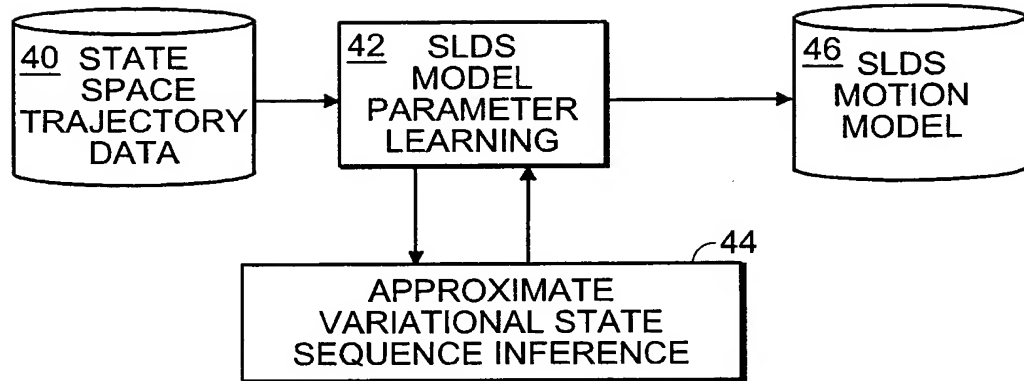 40 STATE
SPACE
TRAJECTORY
DATA
42 SLDS
MODEL
PARAMETER
LEARNING
46 SLDS
MOTION
MODEL
44
APPROXIMATE
VARIATIONAL STATE
SEQUENCE INFERENCE